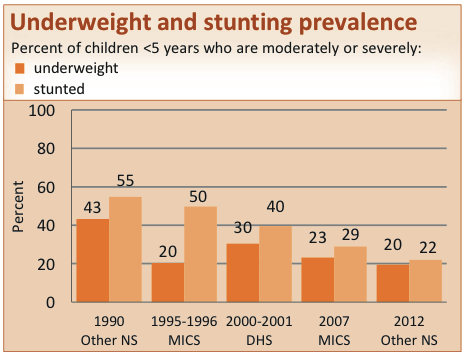 Underweight and stunting prevalence
Percent of children <5 years who are moderately or severely:
underweight
stunted
100
80
60
40
20
0
Percent
43
55
20
50
30
40
23
29
20
22
1990
Other NS
1995-1996
MICS
2000-2001
DHS
2007
MICS
2012
Other NS